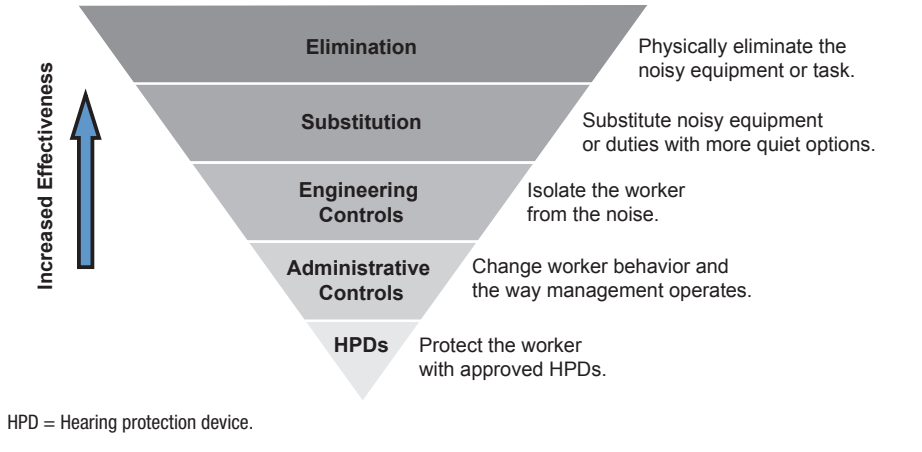 Increased Effectiveness
Elimination
Physically eliminate the
noisy equipment or task.
Substitution
Substitute noisy equipment
or duties with more quiet options.
Engineering
Controls
Isolate the worker
from the noise.
Administrative
Controls
Change worker behavior and
the way management operates.
HPDs
Protect the worker
with approved HPDs.
HPD = Hearing protection device.